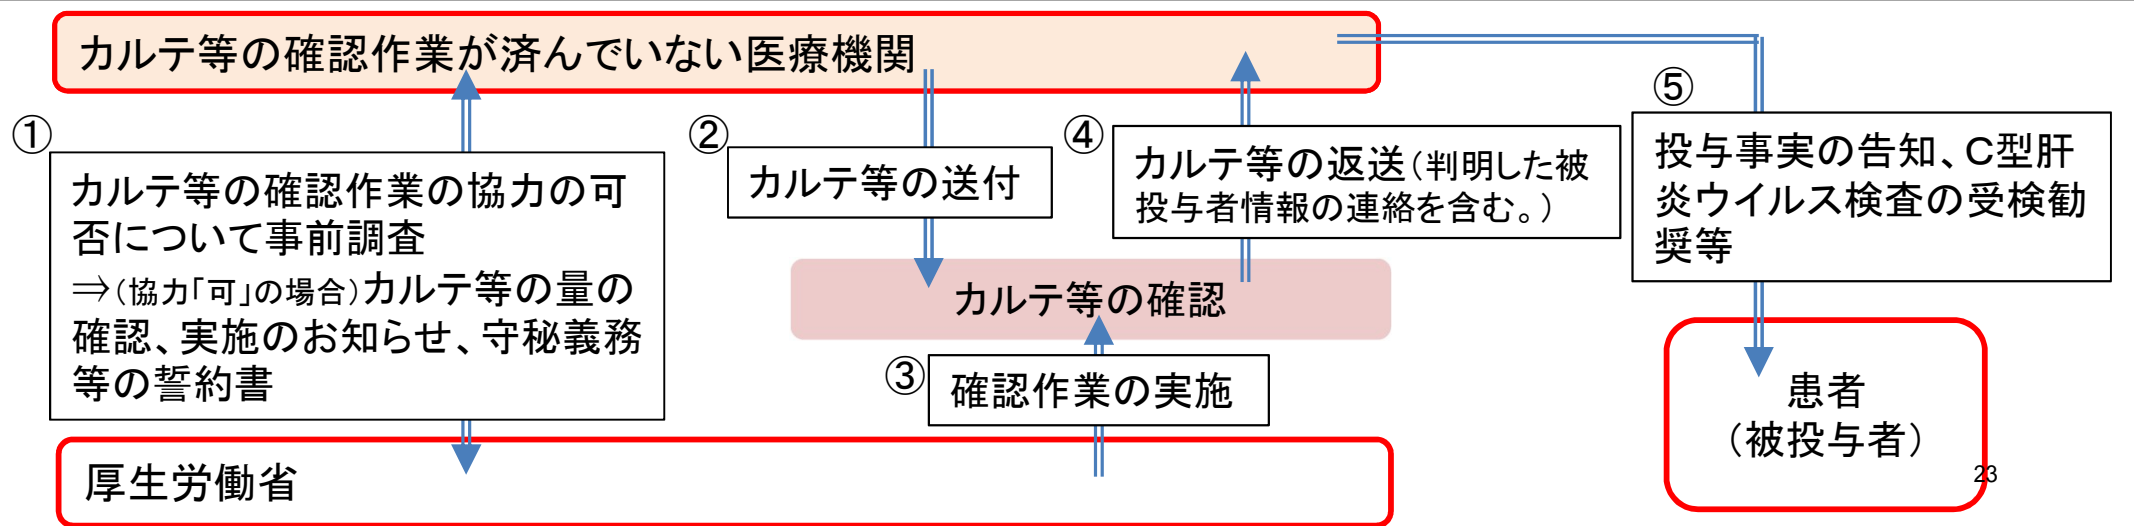 カルテ等の確認作業が済んでいない医療機関
①
カルテ等の確認作業の協力の可
否について事前調査
⇒(協力｢可｣の場合)カルテ等の量の
確認、実施のお知らせ、守秘義務
等の誓約書
②
カルテ等の送付
④
カルテ等の返送(判明した被
投与者情報の連絡を含む。)
⑤
投与事実の告知、C型肝
炎ウイルス検査の受検勧
奨等
カルテ等の確認
③
確認作業の実施
厚生労働省
患者
(被投与者)
23